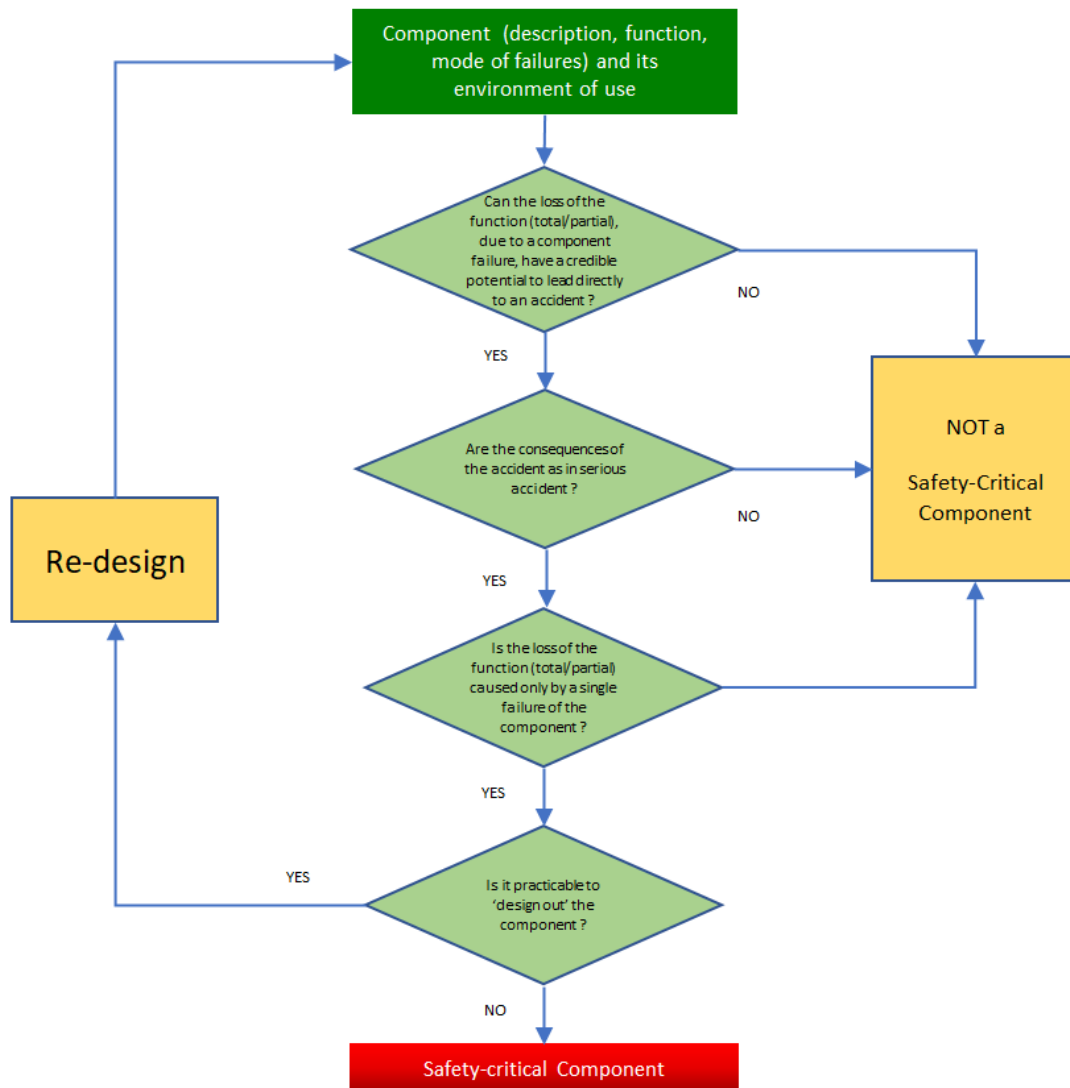 Component (description, function,
mode of failures) and its
environment of use
Can the loss of the
function (total/partial),
due to a component
failure, have a credible
potential to lead directly
to an accident ?
NO
YES
Are the consequences of
the accident as in serious
accident ?
NO
NOT a
Safety-Critical
Component
YES
Re-design
Is the loss of the
function (total/partial)
caused only by a single
failure of the
component ?
YES
YES
Is it practicable to
‘design out’ the
component ?
NO
Safety-critical Component